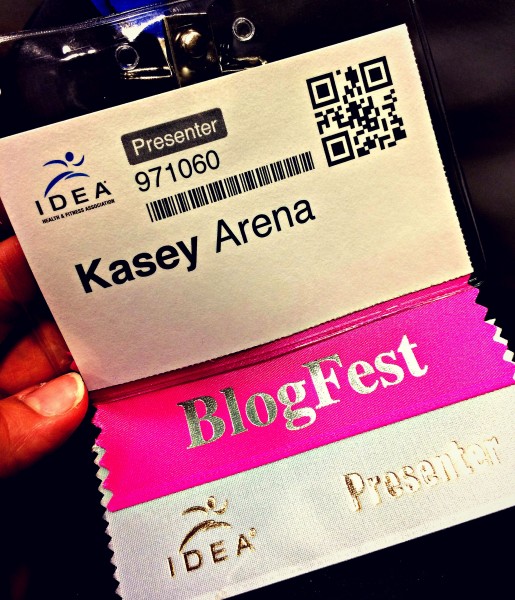 Presenter
971060
IDEA®
HEALTH & FITNESS ASSOCIATION
Kasey Arena
BlogFest
Presenter
IDEA®